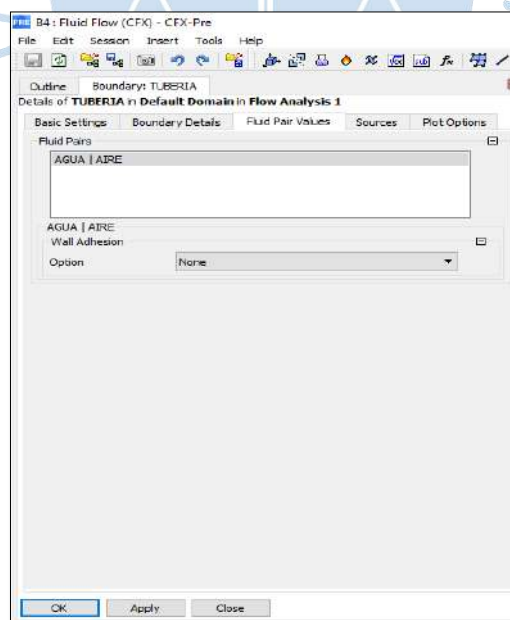 B4 : Fluid Flow (CFX) - CFX-Pre
File Edit Session Insert Tools Help
Outline Boundary: TUBERIA
Details of TUBERIA in Default Domain in Flow Analysis 1
Basic Settings Boundary Details Fluid Pair Values Sources Plot Options
Fluid Pairs
AGUA | AIRE
AGUA | AIRE
Wall Adhesion
Option None
OK Apply Close